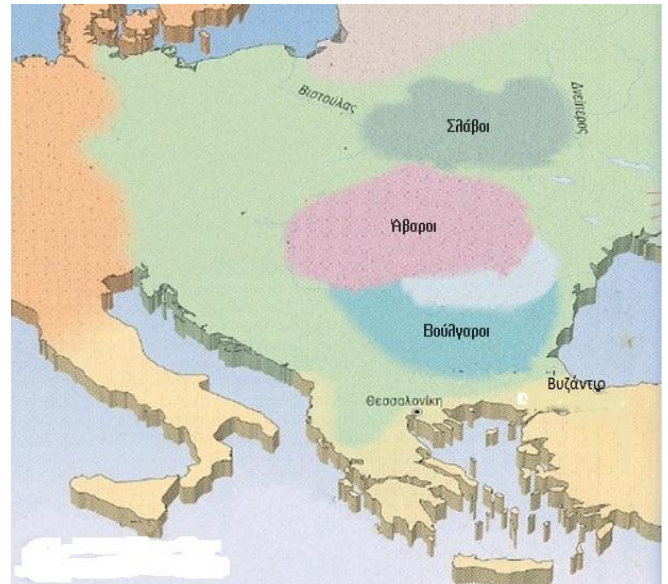 Βιστούλας
Δνείπερος
Σλάβοι
Άβαροι
Βούλγαροι
Βυζάντιο
Θεσσαλονίκη